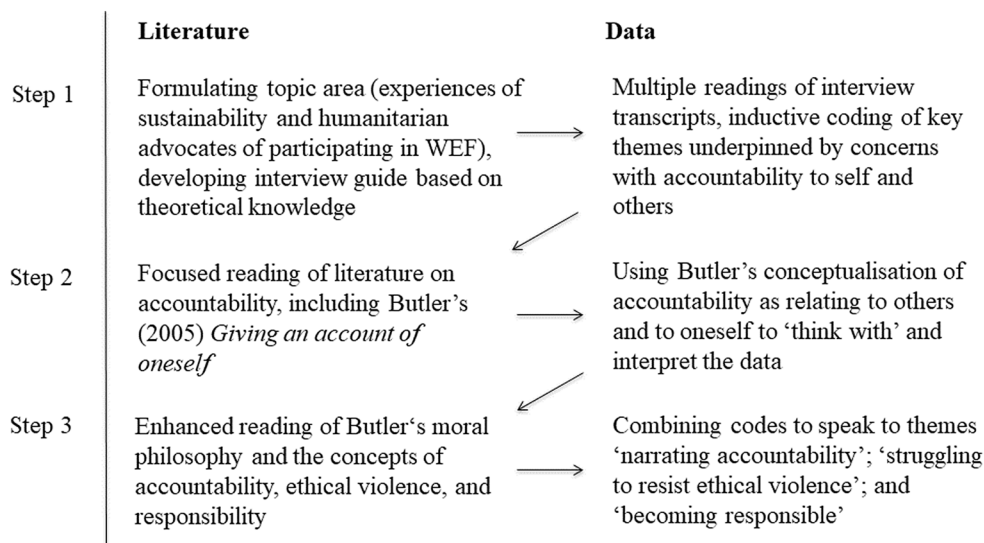 Literature
Data
Step 1
Formulating topic area (experiences of
sustainability and humanitarian
advocates of participating in WEF),
developing interview guide based on
theoretical knowledge
Multiple readings of interview
transcripts, inductive coding of key
themes underpinned by concerns
with accountability to self and
others
Step 2
Focused reading of literature on
accountability, including Butler’s
(2005) Giving an account of
oneself
Using Butler’s conceptualisation of
accountability as relating to others
and to oneself to ‘think with’ and
interpret the data
Step 3
Enhanced reading of Butler‘s moral
philosophy and the concepts of
accountability, ethical violence, and
responsibility
Combining codes to speak to themes
‘narrating accountability’; ‘struggling
to resist ethical violence’; and
‘becoming responsible’